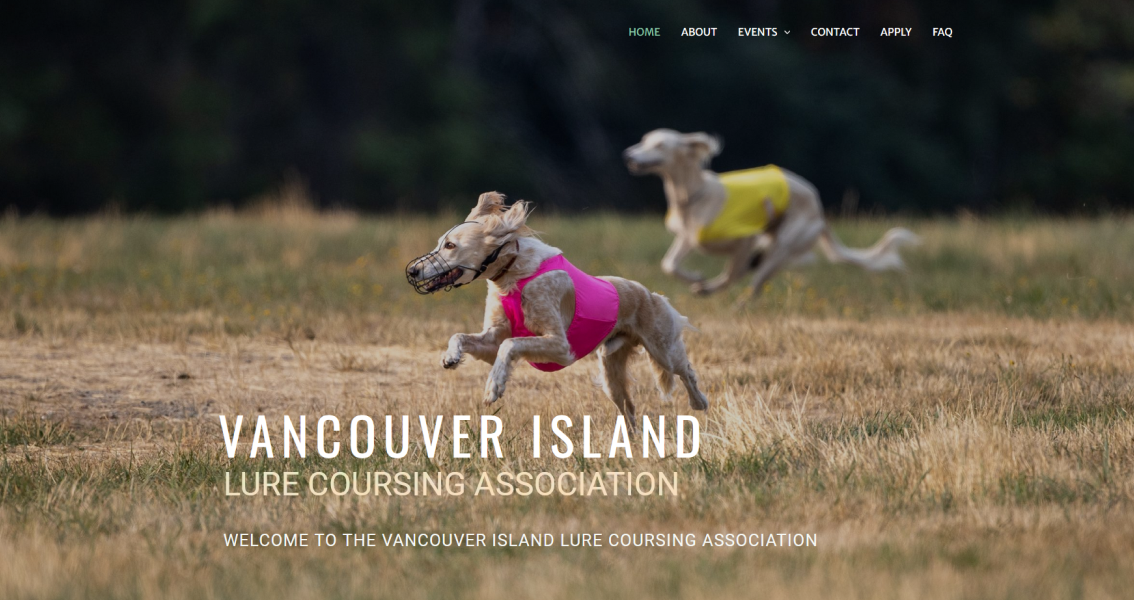 HOME ABOUT EVENTS CONTACT APPLY FAQ
VANCOUVER ISLAND
LURE COURSING ASSOCIATION
WELCOME TO THE VANCOUVER ISLAND LURE COURSING ASSOCIATION